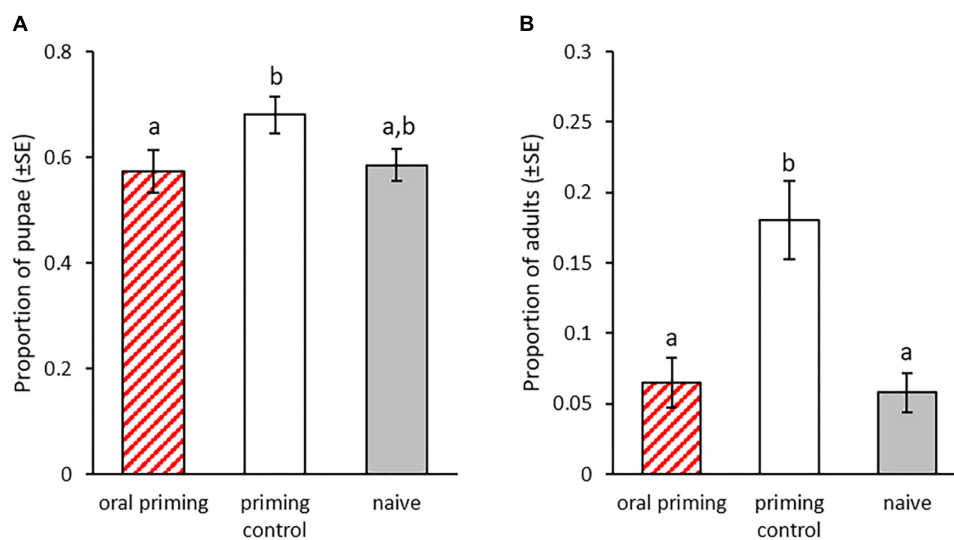 A
Proportion of pupae (±SE)
0.8
0.6
0.4
0.2
0
a
b
a,b
oral priming
priming
control
naive
B
Proportion of adults (±SE)
0.3
0.25
0.2
0.15
0.1
0.05
0
a
b
a
oral priming
priming
control
naive